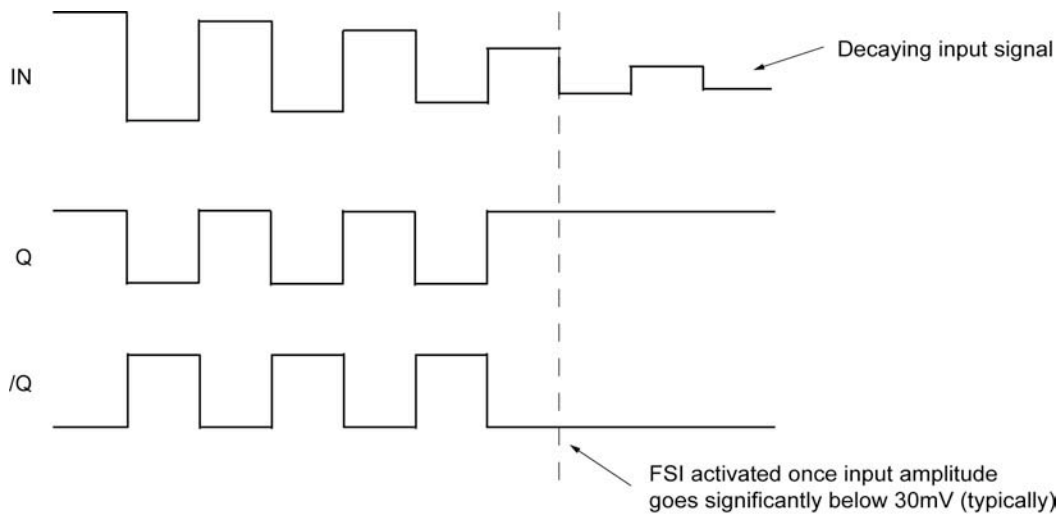 IN
Decaying input signal
Q
/Q
FSI activated once input amplitude
goes significantly below 30mV (typically)